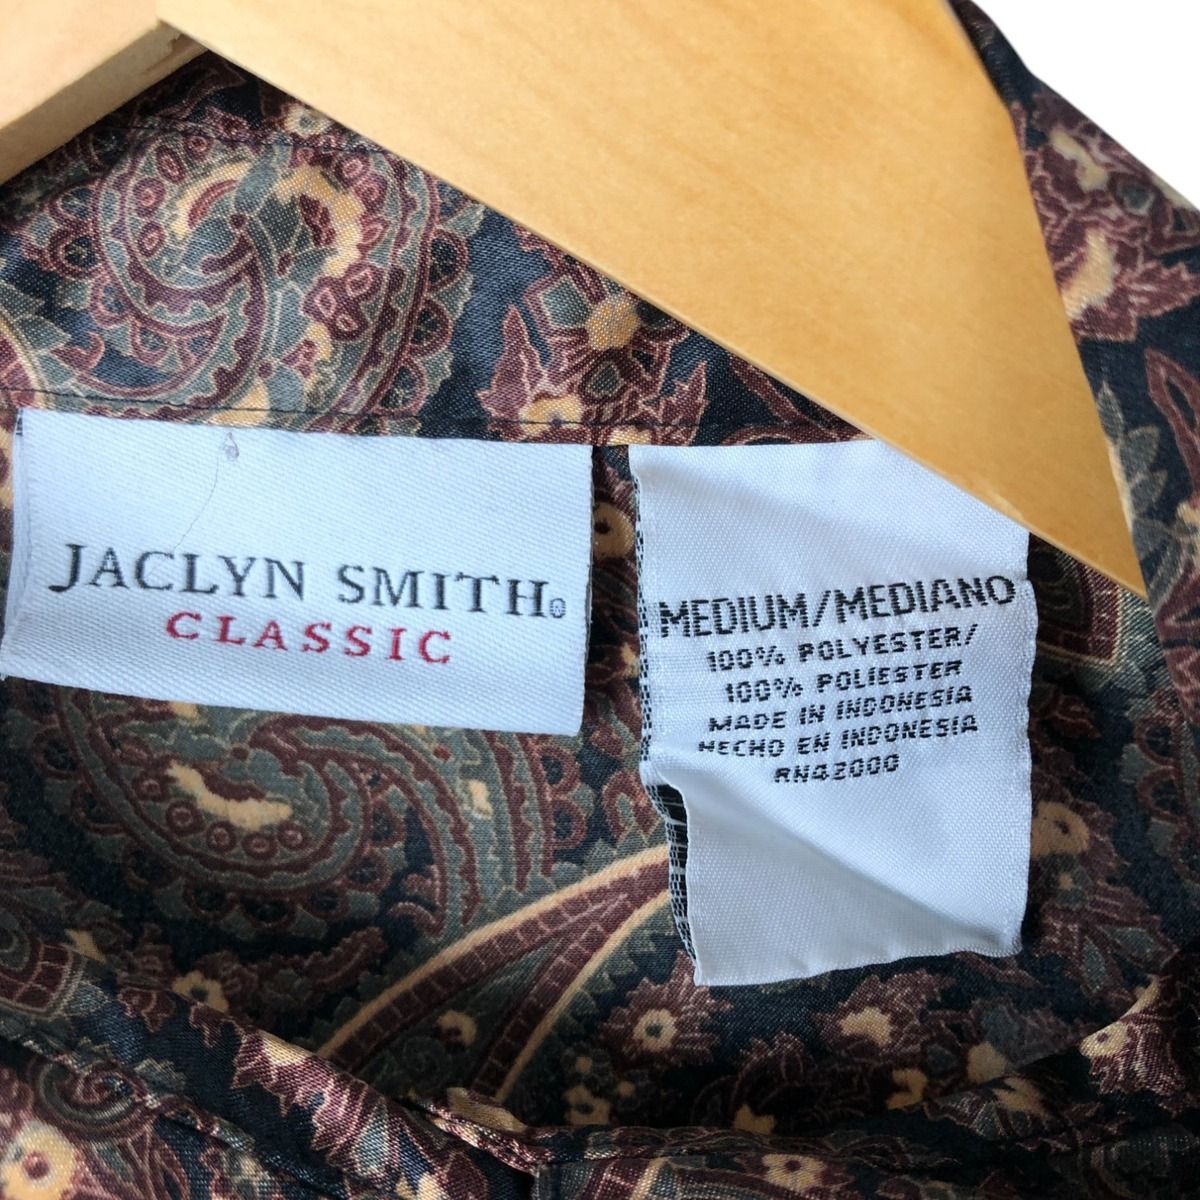 JACLYN SMITH®
CLASSIC
MEDIUM/MEDIANO
100% POLYESTER/
100% POLIESTER
MADE IN INDONESIA
HECHO EN INDONESIA
RN42000